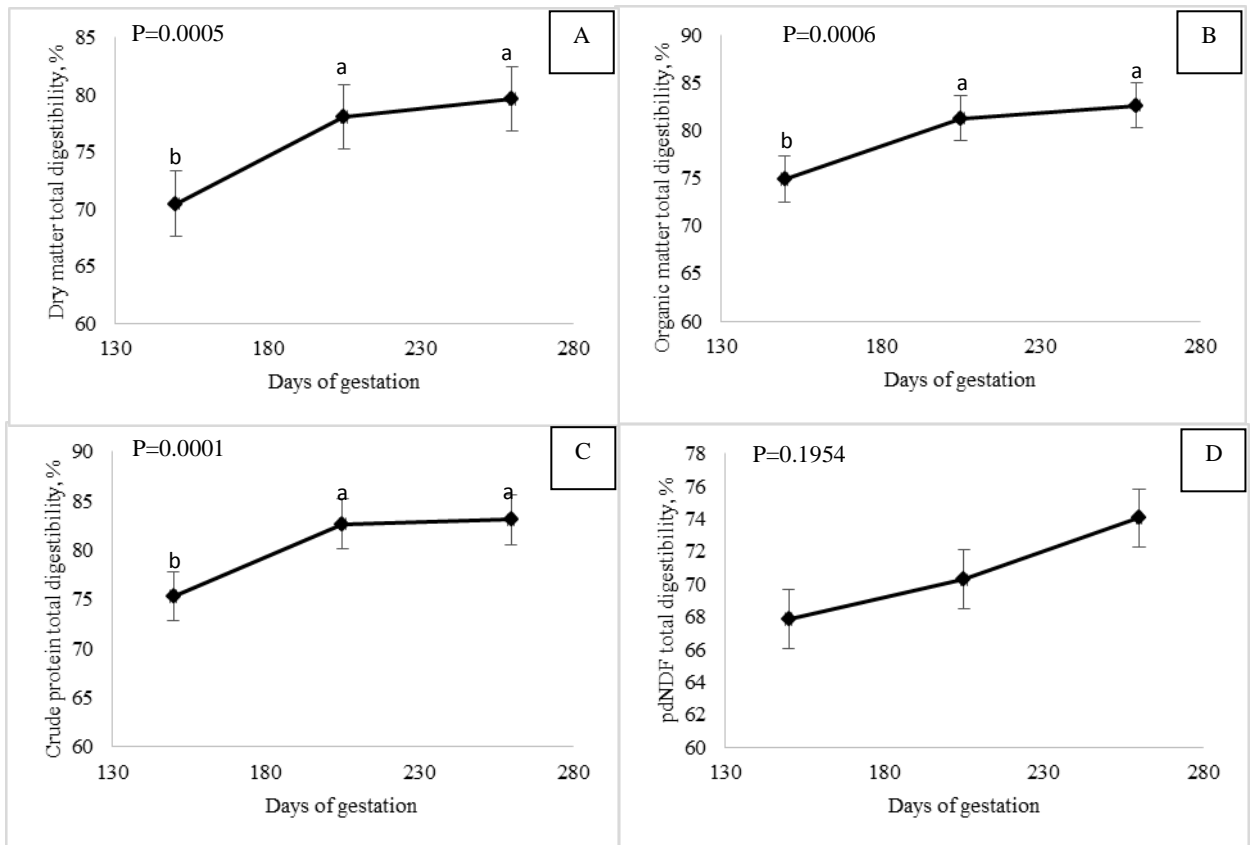 P=0.0005
A
Dry matter total digestibility, %
85
80
75
70
65
60
b
a
a
130
180
230
280
Days of gestation
P=0.0006
B
Organic matter total digestibility, %
90
85
80
75
70
65
60
b
a
a
130
180
230
280
Days of gestation
P=0.0001
C
Crude protein total digestibility, %
90
85
80
75
70
65
60
b
a
a
130
180
230
280
Days of gestation
P=0.1954
D
pdNDF total digestibility, %
78
76
74
72
70
68
66
64
62
60
130
180
230
280
Days of gestation